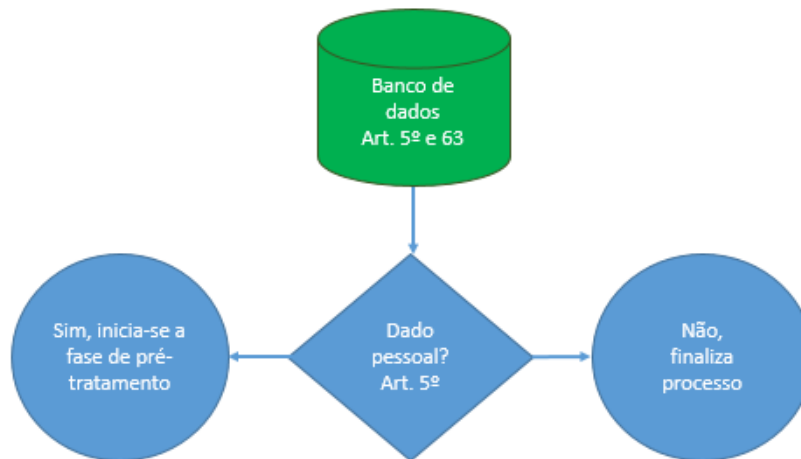 Banco de
dados
Art. 5º e 63
Sim, inicia-se a
fase de pré-
tratamento
Dado
pessoal?
Art. 5º
Não,
finaliza
processo